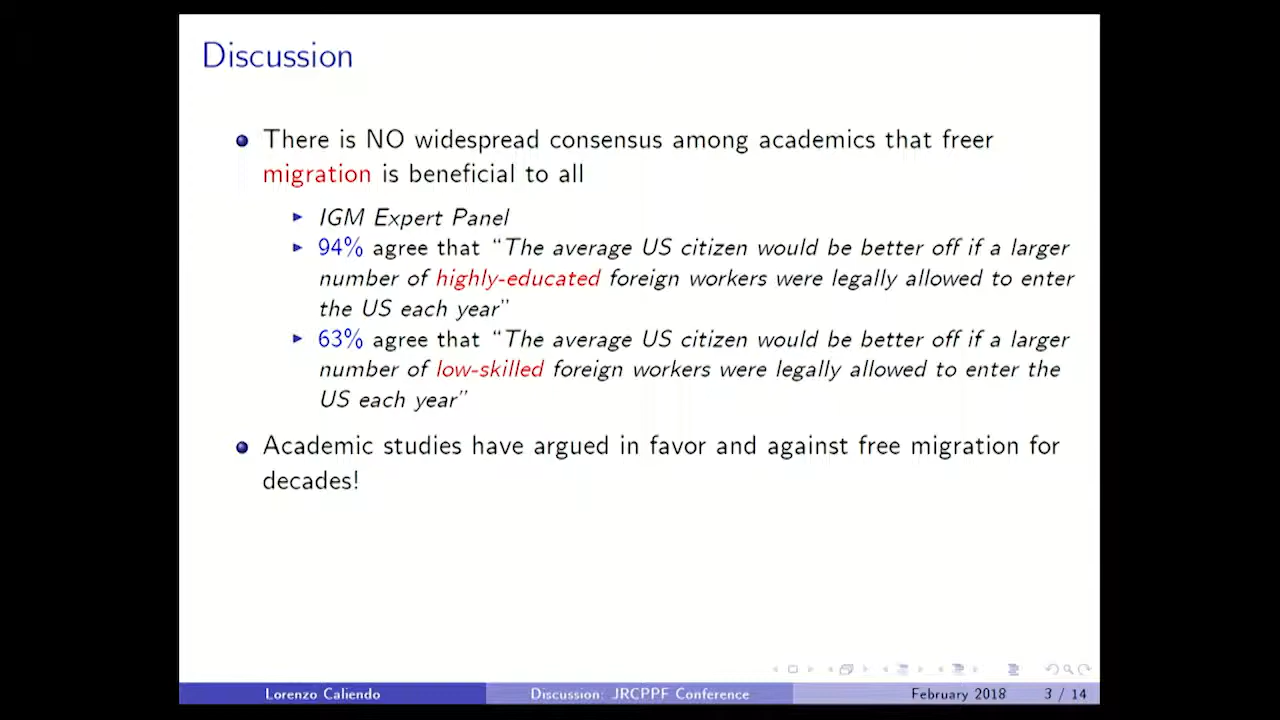 Discussion
There is NO widespread consensus among academics that freer
migration is beneficial to all
IGM Expert Panel
94% agree that “The average US citizen would be better off if a larger
number of highly-educated foreign workers were legally allowed to enter
the US each year”
63% agree that “The average US citizen would be better off if a larger
number of low-skilled foreign workers were legally allowed to enter the
US each year”
Academic studies have argued in favor and against free migration for
decades!
Lorenzo Caliendo Discussion: JRCPPF Conference February 2018 3 / 14